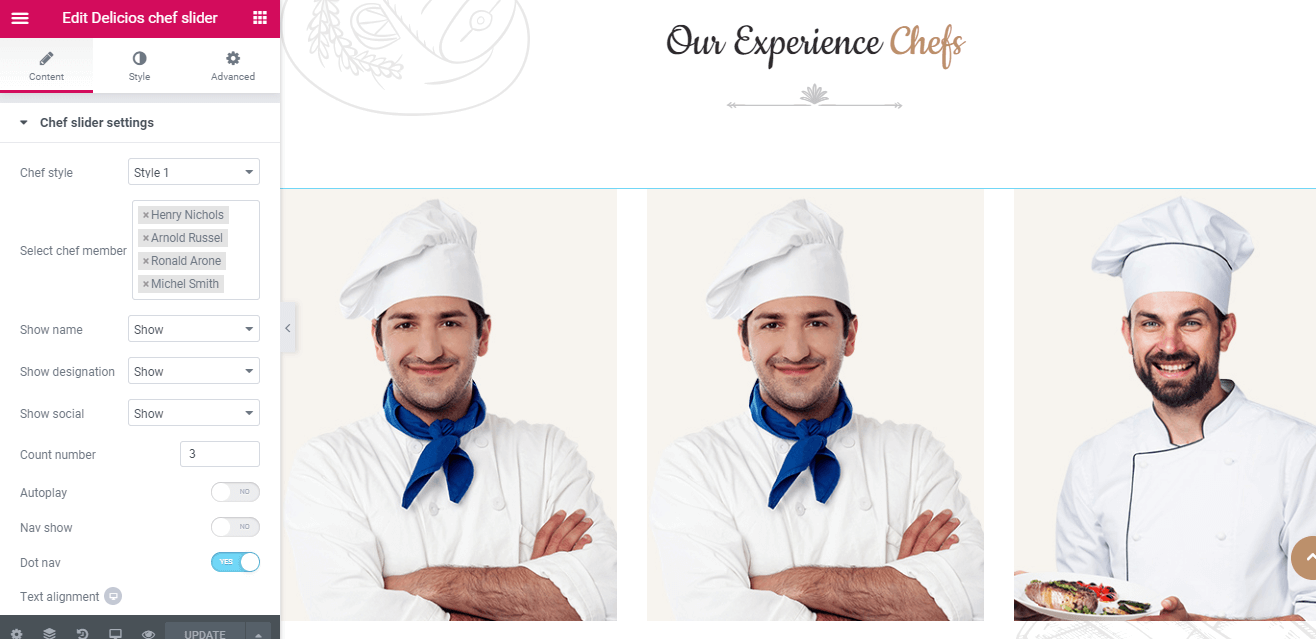 Edit Delicios chef slider
Content Style Advanced
Chef slider settings
Chef style Style 1
Select chef member
×Henry Nichols
×Arnold Russel
×Ronald Arone
×Michel Smith
Show name Show
Show designation Show
Show social Show
Count number 3
Autoplay NO
Nav show NO
Dot nav YES
Text alignment
UPDATE
Our Experience Chefs